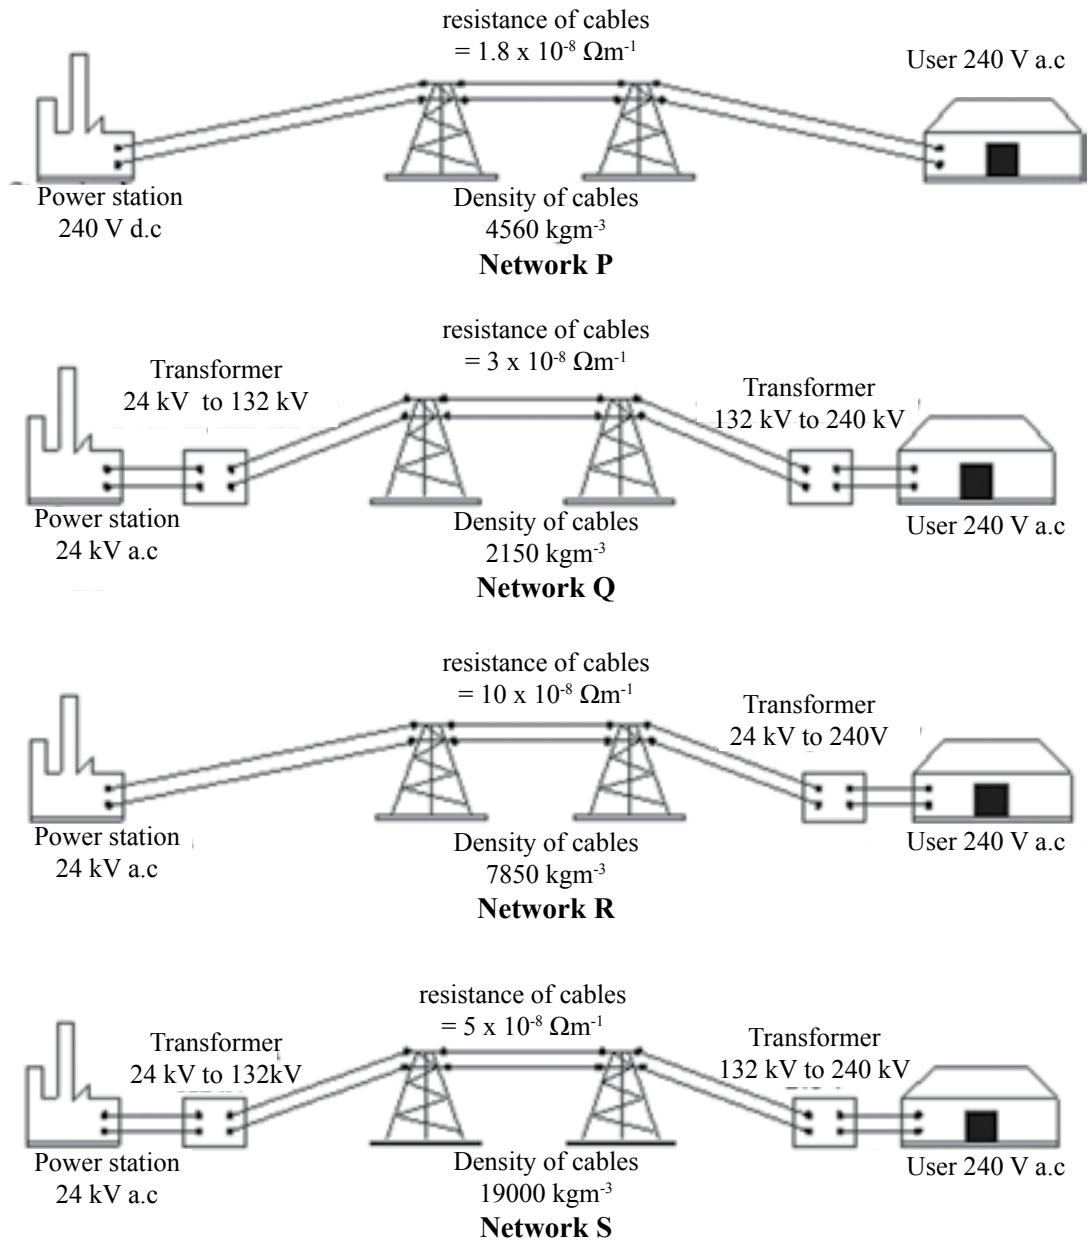 resistance of cables
= 1.8 x 10⁻⁸ Ωm⁻¹
User 240 V a.c
Power station
240 V d.c
Density of cables
4560 kgm⁻³
Network P
resistance of cables
= 3 x 10⁻⁸ Ωm⁻¹
Transformer
24 kV to 132 kV
Transformer
132 kV to 240 kV
Power station
24 kV a.c
Density of cables
2150 kgm⁻³
User 240 V a.c
Network Q
resistance of cables
= 10 x 10⁻⁸ Ωm⁻¹
Transformer
24 kV to 240V
Power station
24 kV a.c
Density of cables
7850 kgm⁻³
User 240 V a.c
Network R
resistance of cables
= 5 x 10⁻⁸ Ωm⁻¹
Transformer
24 kV to 132kV
Transformer
132 kV to 240 kV
Power station
24 kV a.c
Density of cables
19000 kgm⁻³
User 240 V a.c
Network S